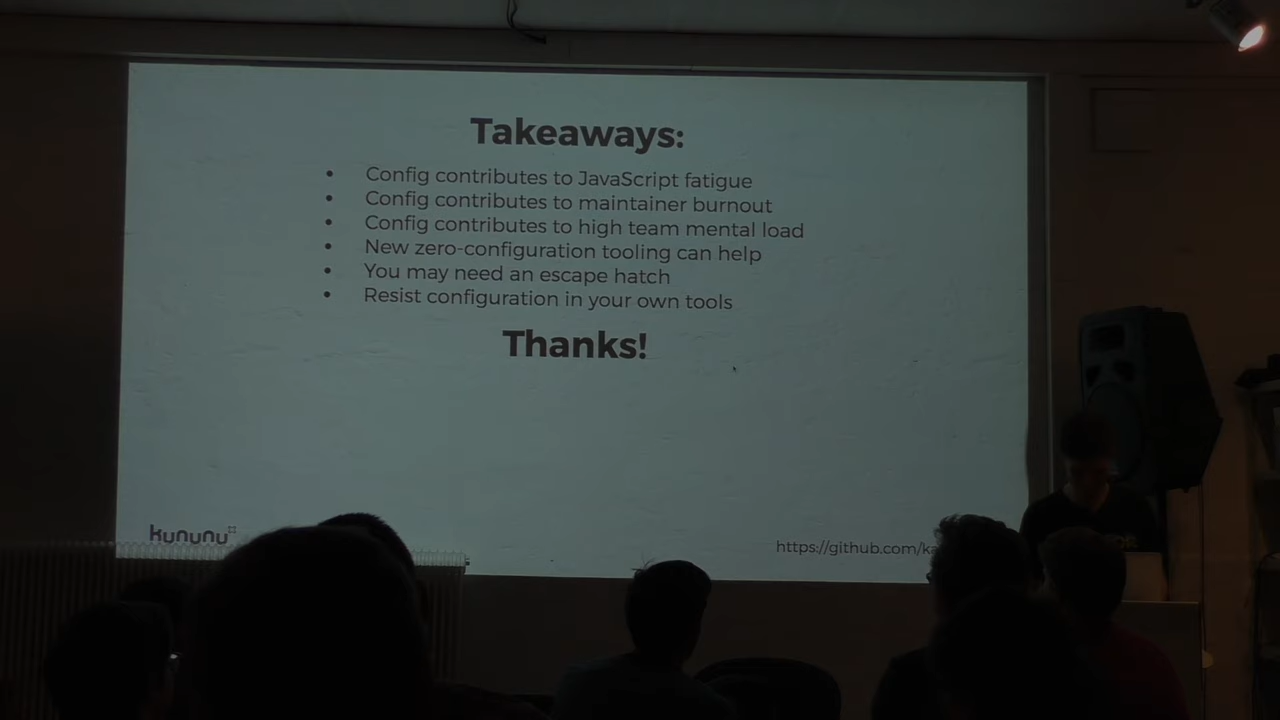 Takeaways:
• Config contributes to JavaScript fatigue
• Config contributes to maintainer burnout
• Config contributes to high team mental load
• New zero-configuration tooling can help
• You may need an escape hatch
• Resist configuration in your own tools
Thanks!
kununu
https://github.com/ka